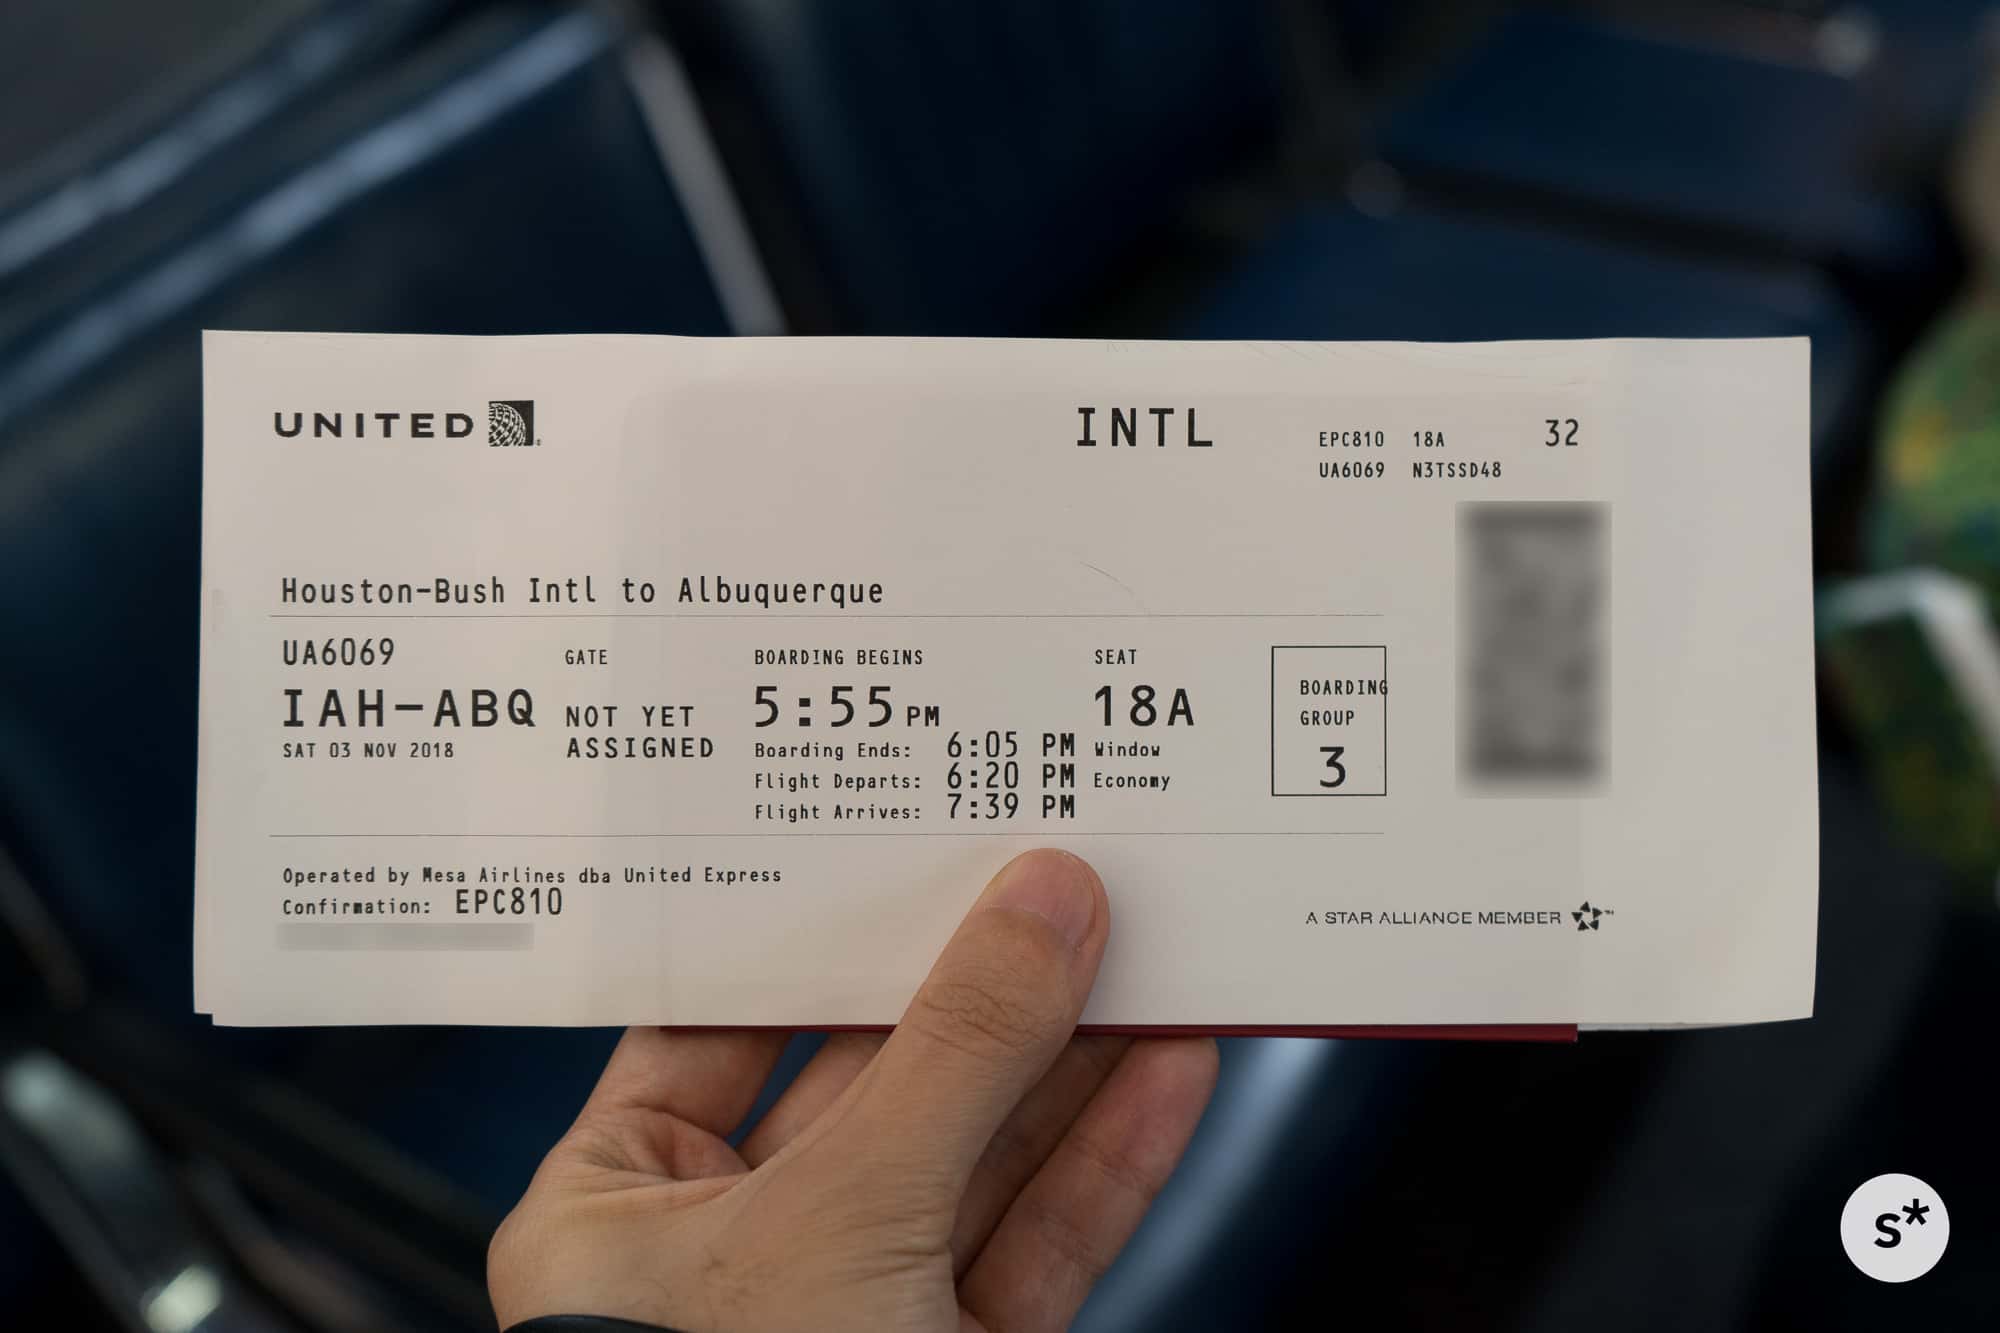 UNITED
INTL
EPC810 18A 32
UA6069 N3TSSD48
Houston-Bush Intl to Albuquerque
UA6069
IAH-ABQ
SAT 03 NOV 2018
GATE
NOT YET
ASSIGNED
BOARDING BEGINS
5:55 PM
Boarding Ends: 6:05 PM
Flight Departs: 6:20 PM
Flight Arrives: 7:39 PM
SEAT
18A
Window
Economy
BOARDING
GROUP
3
Operated by Mesa Airlines dba United Express
Confirmation: EPC810
A STAR ALLIANCE MEMBER ™
s*